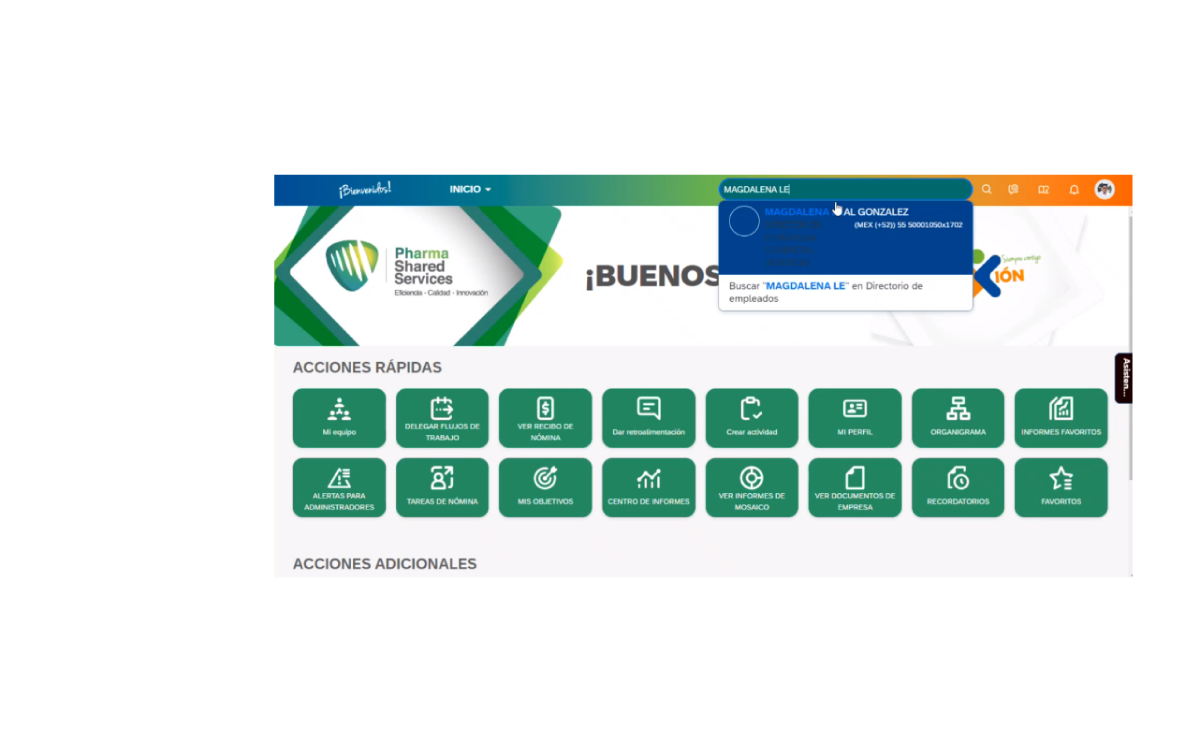 ¡Bienvenidos!
INICIO
MAGDALENA LE
MAGDALENA
AL GONZALEZ
(MEX (+52)) 55 50001050x1702
Buscar "MAGDALENA LE" en Directorio de
empleados
Pharma
Shared
Services
Eficiencia - Calidad - Innovación
¡BUENOS
Siempre contigo
IÓN
Asisten...
ACCIONES RÁPIDAS
Mi equipo
DELEGAR FLUJOS DE
TRABAJO
VER RECIBO DE
NÓMINA
Dar retroalimentación
Crear actividad
MI PERFIL
ORGANIGRAMA
INFORMES FAVORITOS
ALERTAS PARA
ADMINISTRADORES
TAREAS DE NÓMINA
MIS OBJETIVOS
CENTRO DE INFORMES
VER INFORMES DE
MOSAICO
VER DOCUMENTOS DE
EMPRESA
RECORDATORIOS
FAVORITOS
ACCIONES ADICIONALES